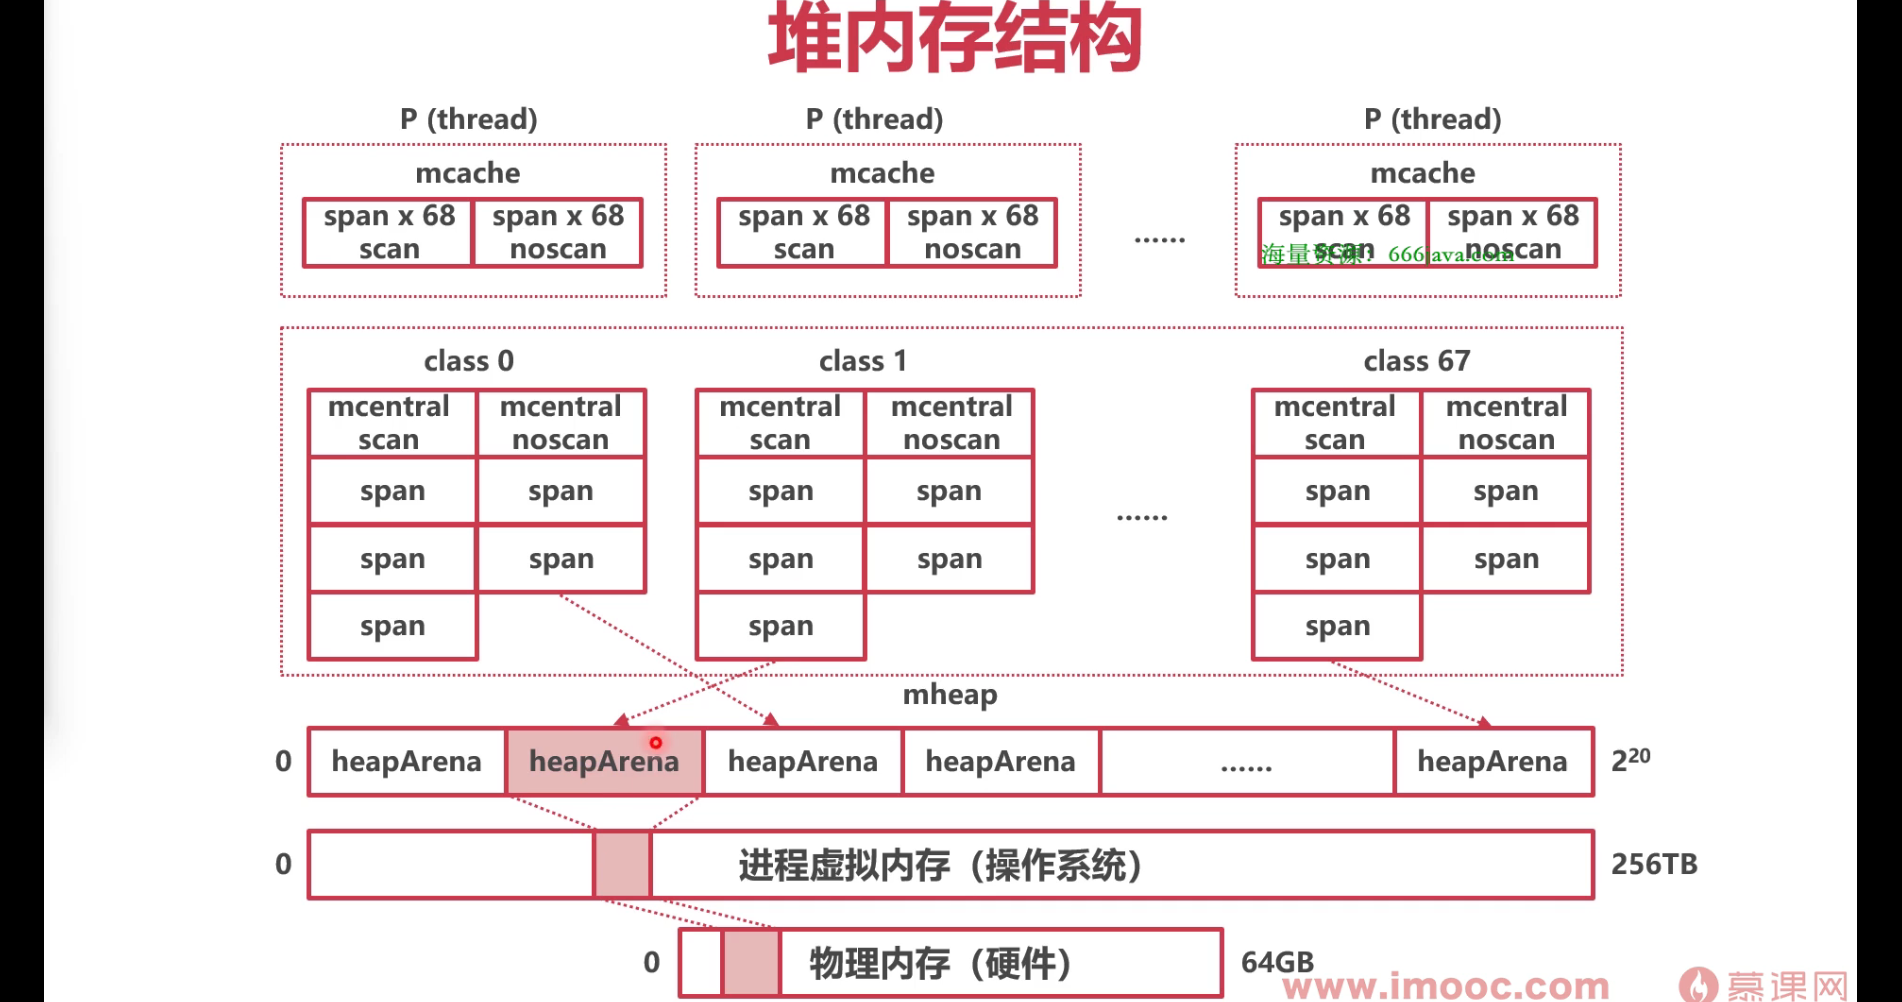 堆内存结构
P (thread)
P (thread)
P (thread)
mcache
mcache
mcache
span x 68
scan
span x 68
noscan
span x 68
scan
span x 68
noscan
......
span x 68
scan
span x 68
noscan
海量资源：666java.com
class 0
class 1
class 67
mcentral
scan
mcentral
noscan
mcentral
scan
mcentral
noscan
mcentral
scan
mcentral
noscan
span
span
span
span
span
span
......
span
span
span
span
span
span
span
span
span
mheap
0
heapArena
heapArena
heapArena
heapArena
......
heapArena
2²⁰
0
进程虚拟内存（操作系统）
256TB
0
物理内存（硬件）
64GB
www.imooc.com
慕课网